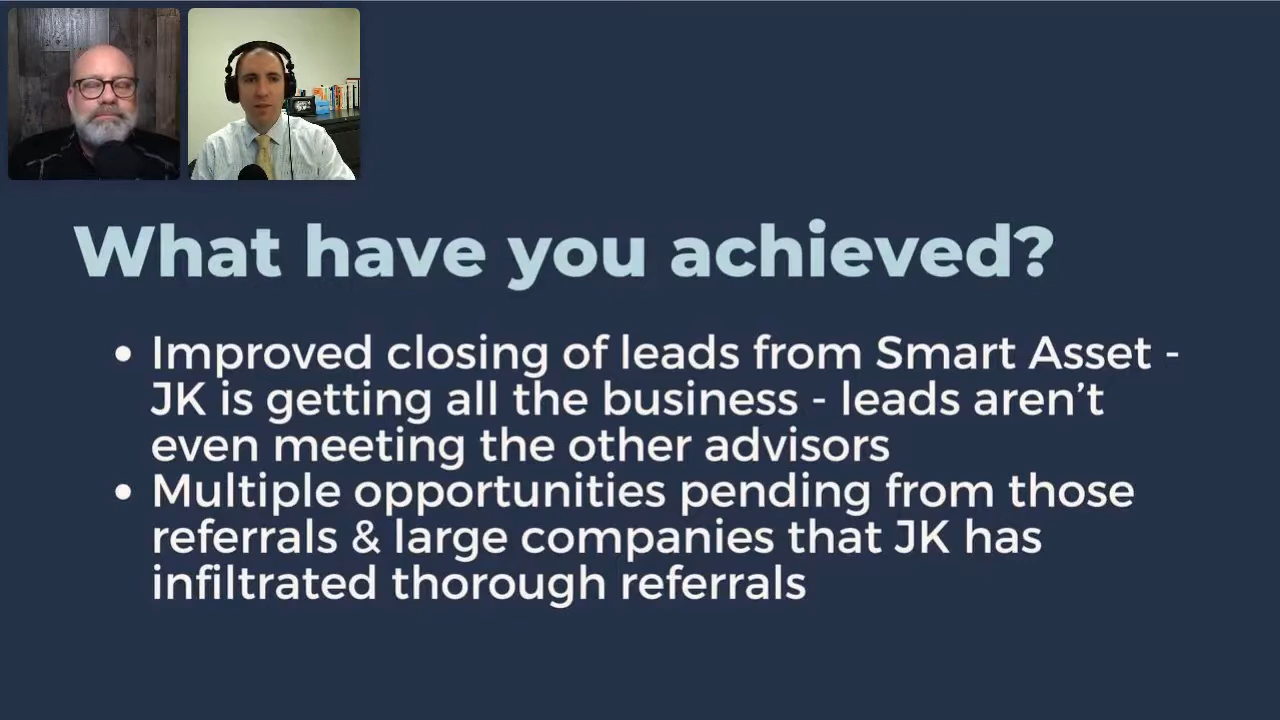 What have you achieved?
• Improved closing of leads from Smart Asset -
JK is getting all the business - leads aren’t
even meeting the other advisors
• Multiple opportunities pending from those
referrals & large companies that JK has
infiltrated thorough referrals